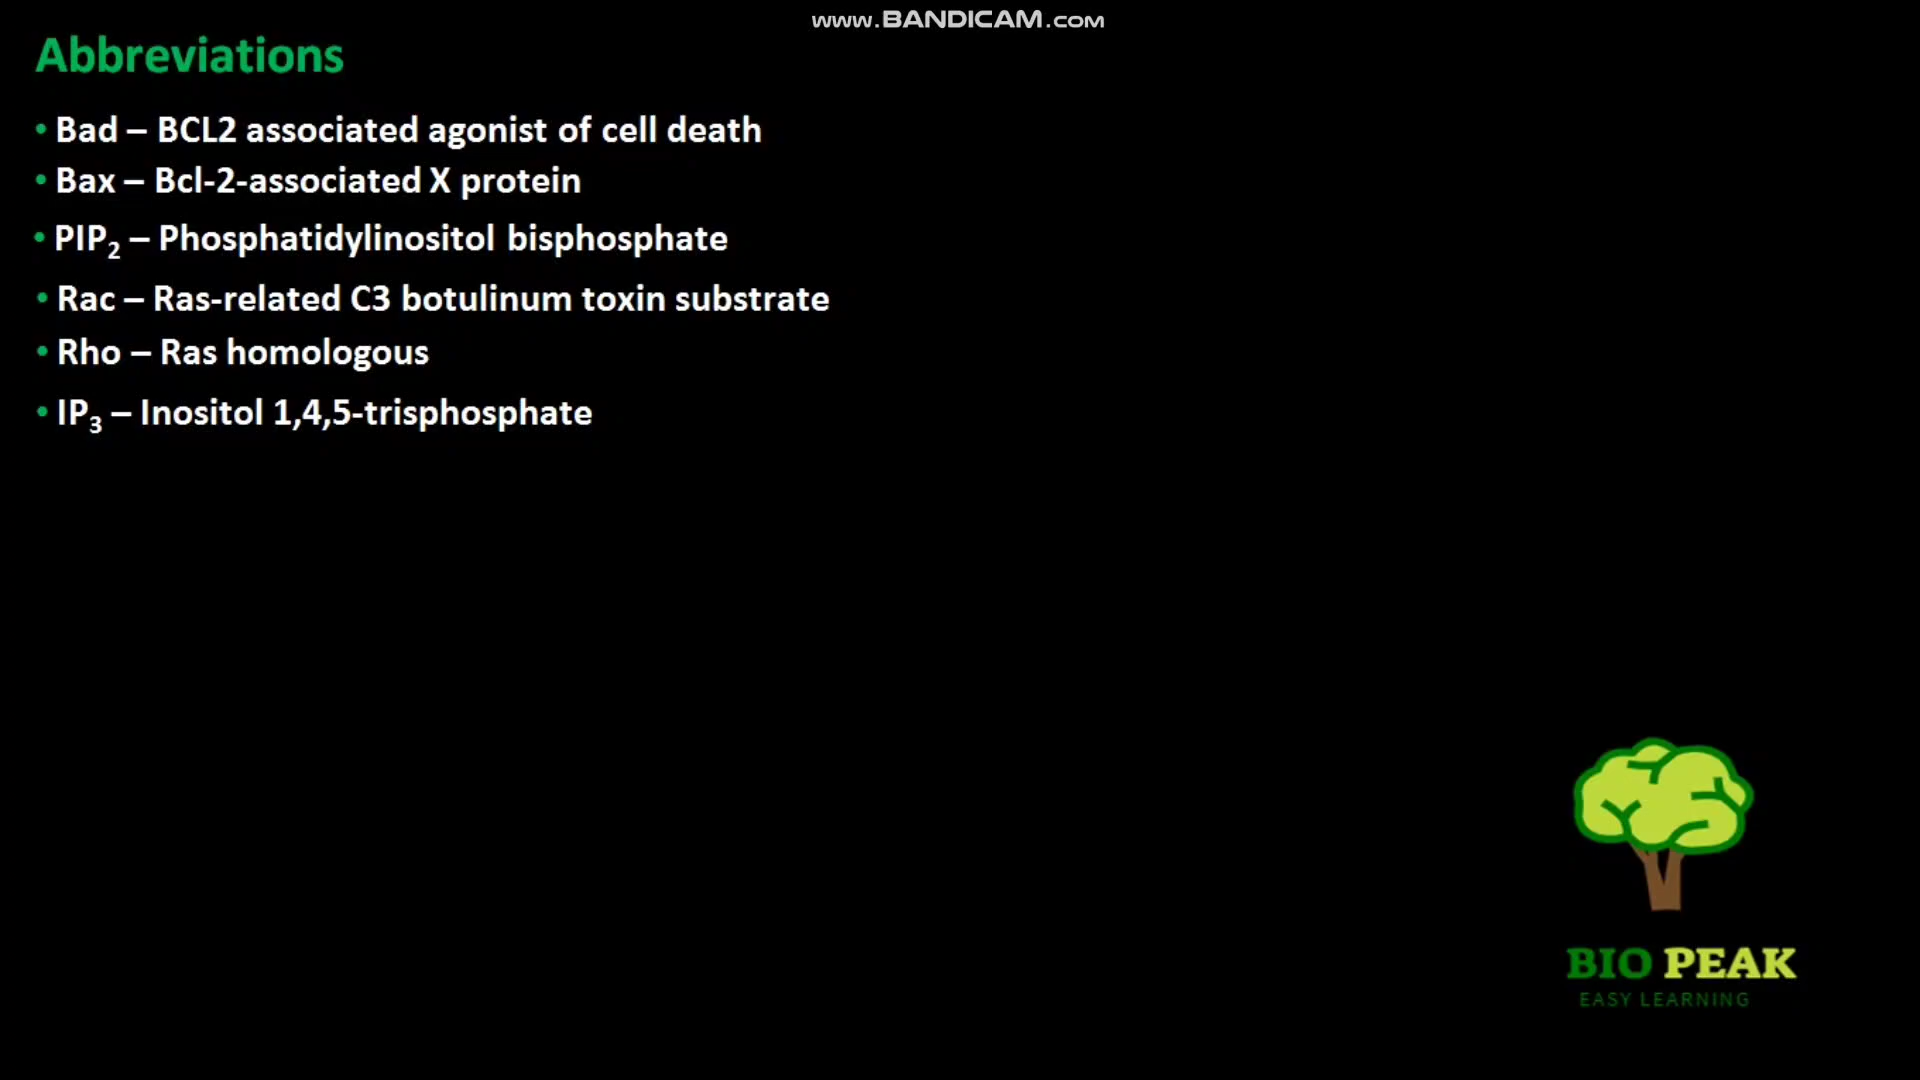 www.BANDICAM.com
Abbreviations
• Bad – BCL2 associated agonist of cell death
• Bax – Bcl-2-associated X protein
• PIP₂ – Phosphatidylinositol bisphosphate
• Rac – Ras-related C3 botulinum toxin substrate
• Rho – Ras homologous
• IP₃ – Inositol 1,4,5-trisphosphate
BIO PEAK
EASY LEARNING